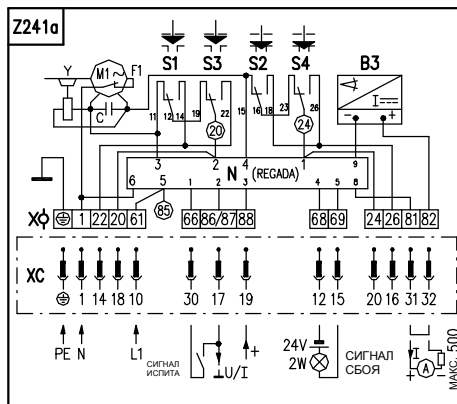 Z241a
Y M1~ F1 S1 S3 S2 S4 B3
C
11 12 14 19 22 15 16 18 23 26 I
20 24 − +
3 2 4 1 9
N (REGADA)
6 5 1 2 3 4 5 8
85
X 1 22 20 61 66 86/87 88 68 69 24 26 81 82
XC
1 14 18 10 30 17 19 12 15 20 16 31 32
PE N L1 СИГНАЛ ИСПИТА U/I + 24V 2W СИГНАЛ СБОЯ I A + − МАКС. 500